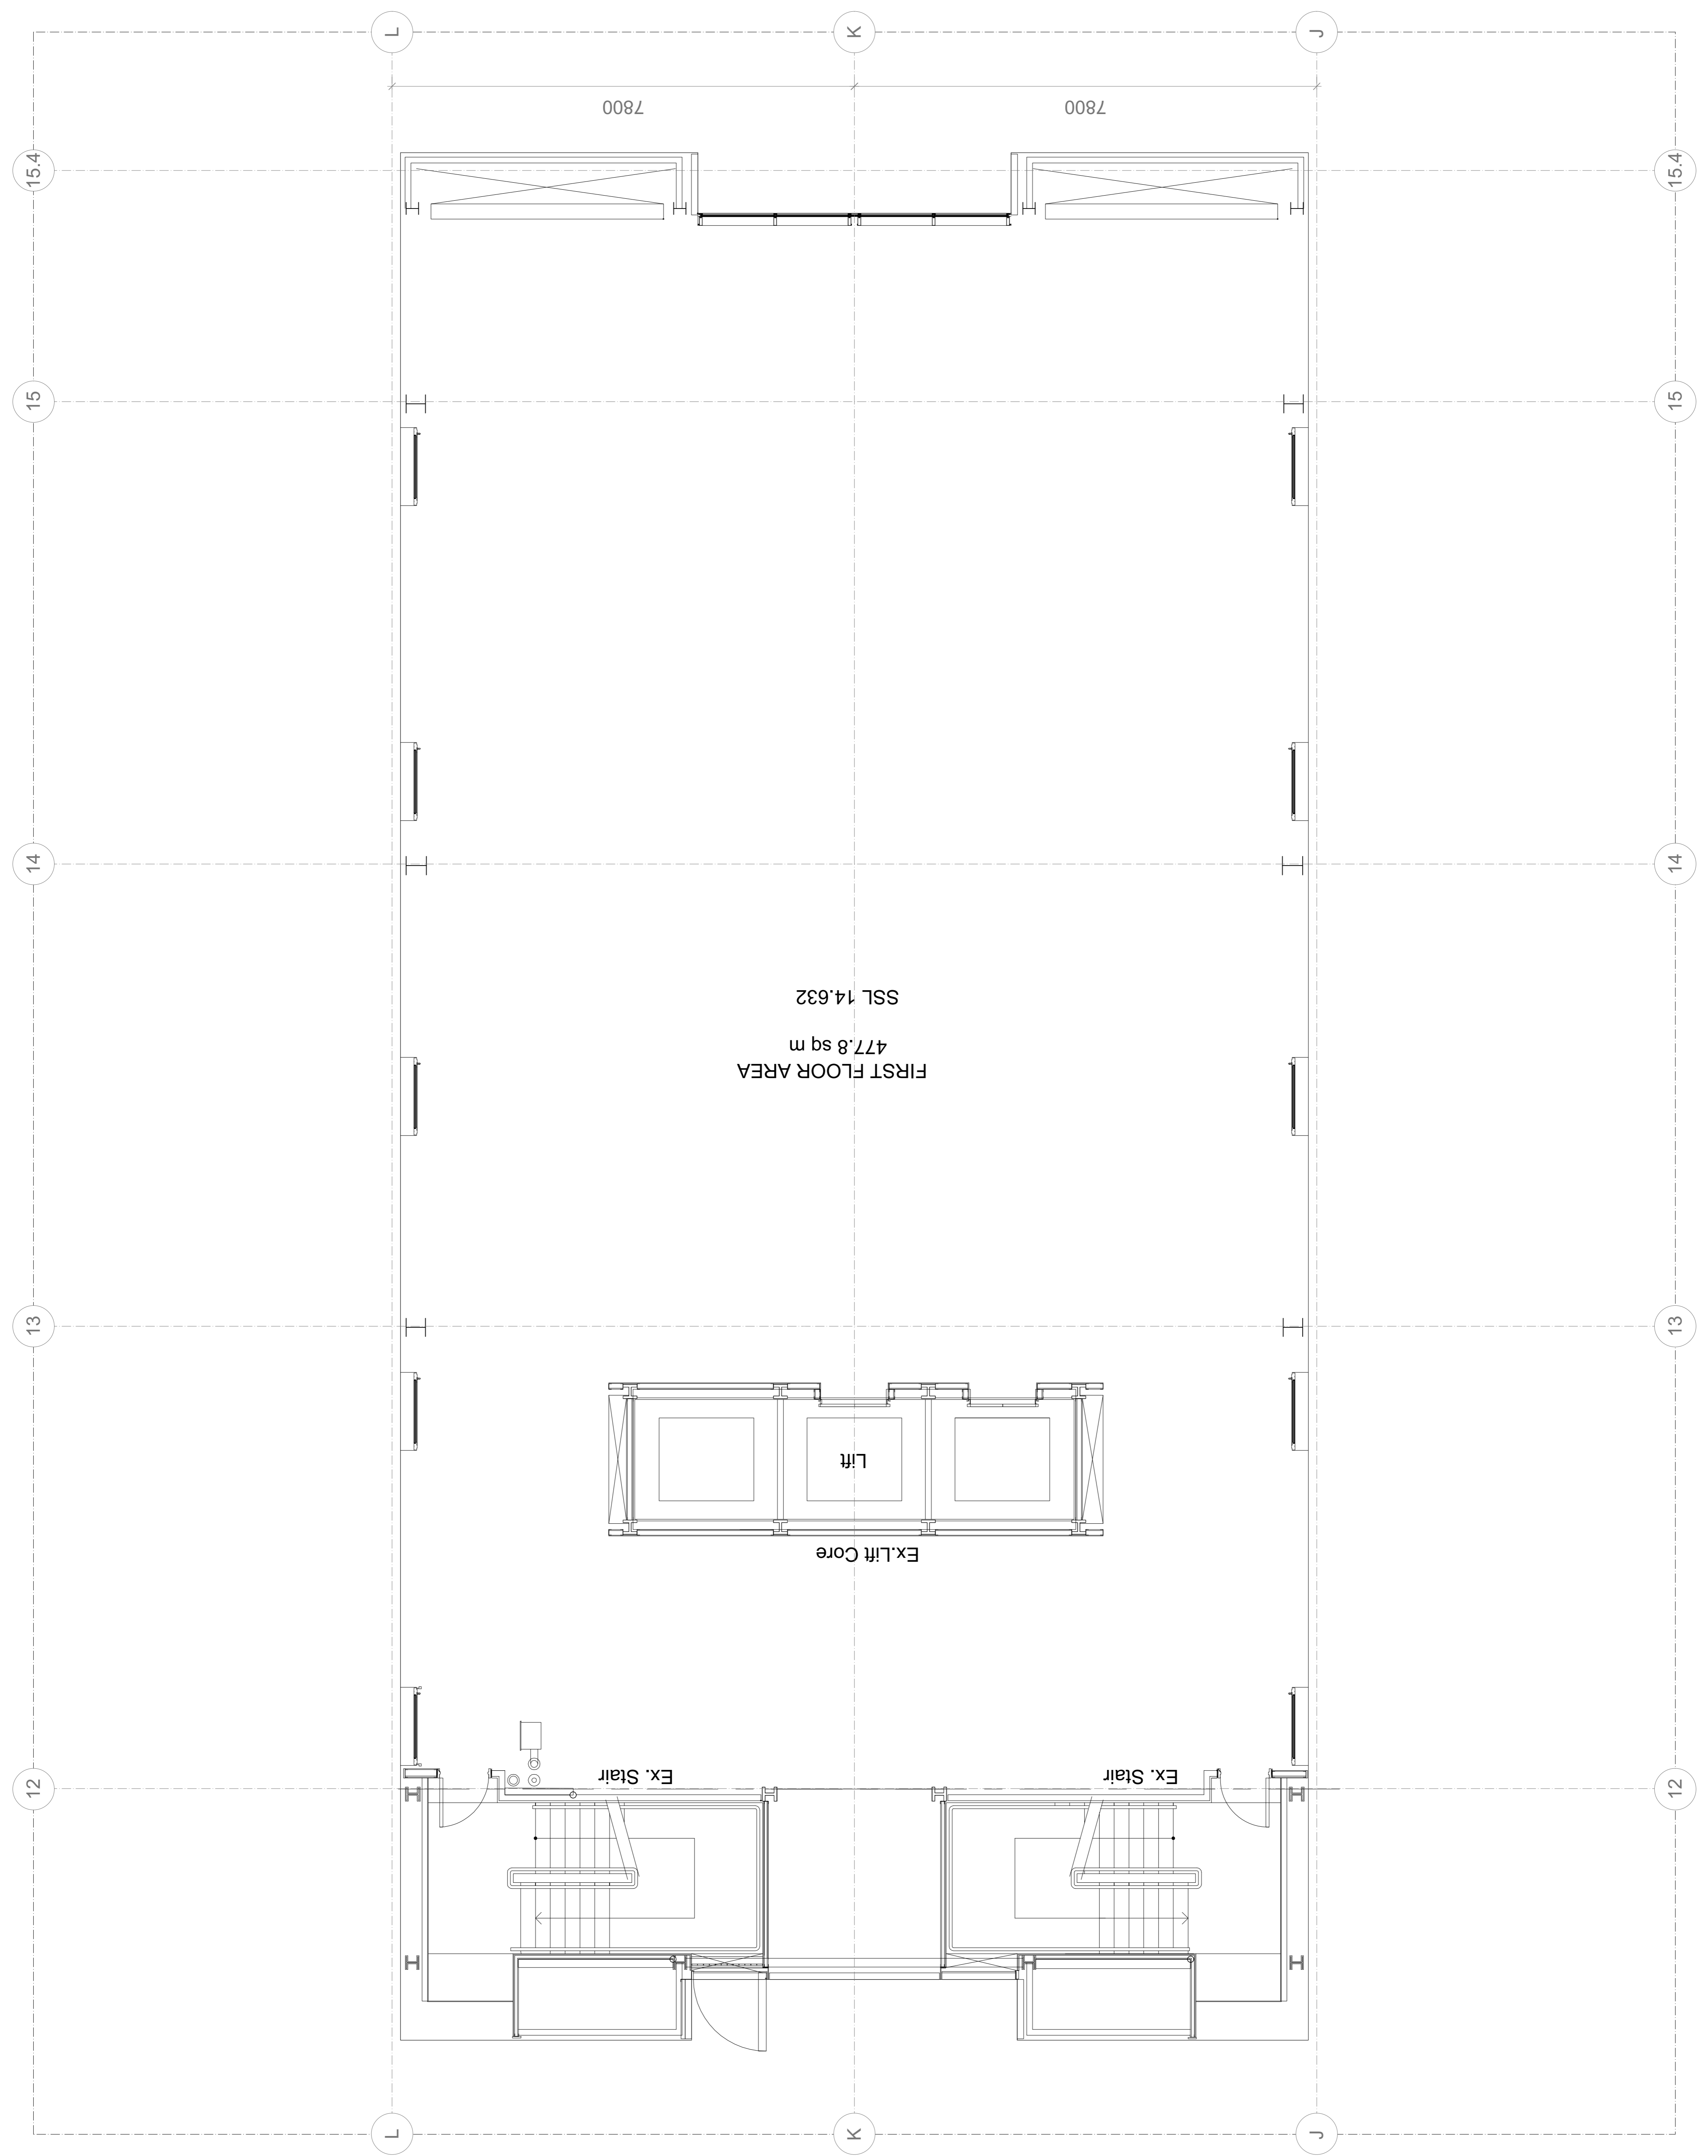 L
K
J
7800
7800
15.4
15.4
15
15
14
14
SSL 14.632
FIRST FLOOR AREA
477.8 sq m
13
13
Lift
Ex.Lift Core
Ex. Stair
Ex. Stair
12
12
L
K
J